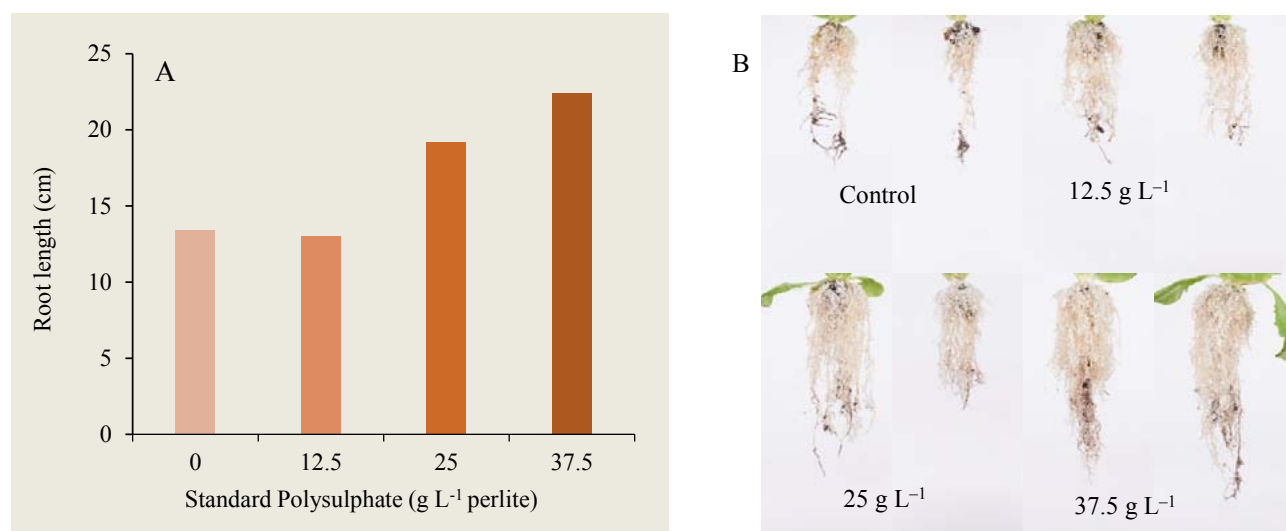 A
Root length (cm)
25
20
15
10
5
0
0 12.5 25 37.5
Standard Polysulphate (g L⁻¹ perlite)
B
Control 12.5 g L⁻¹
25 g L⁻¹ 37.5 g L⁻¹